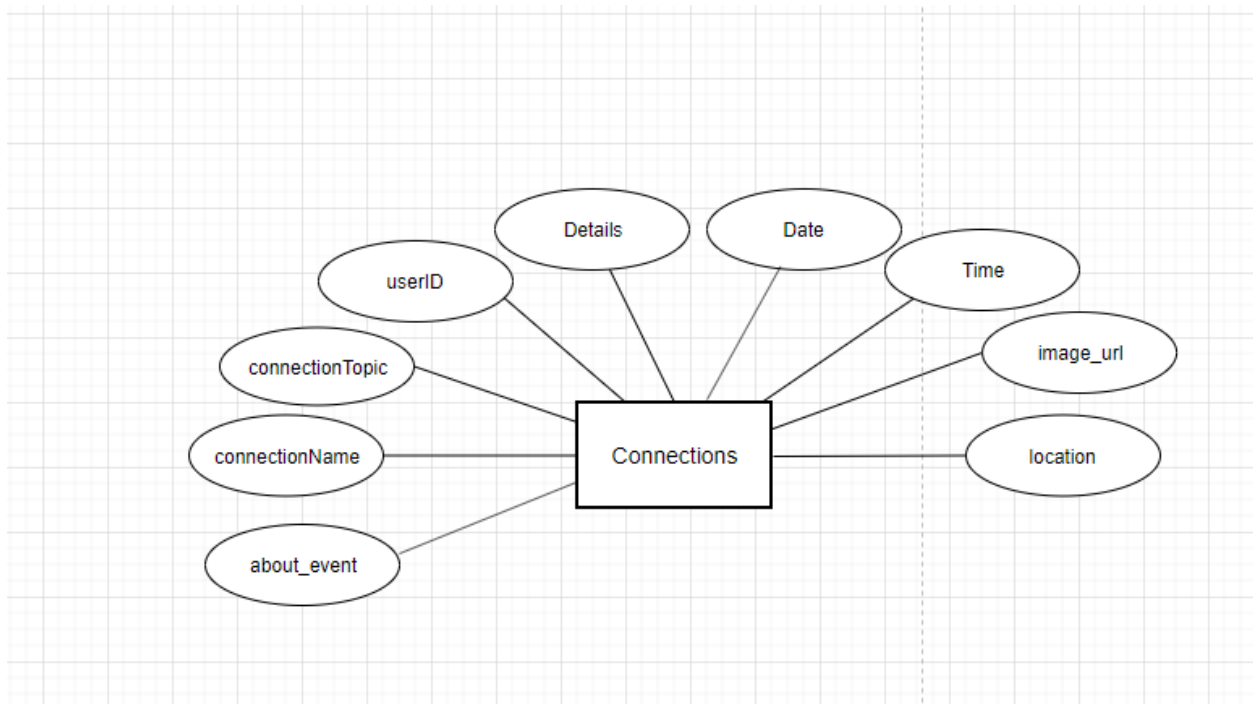 Details
Date
Time
userID
image_url
connectionTopic
connectionName
Connections
location
about_event